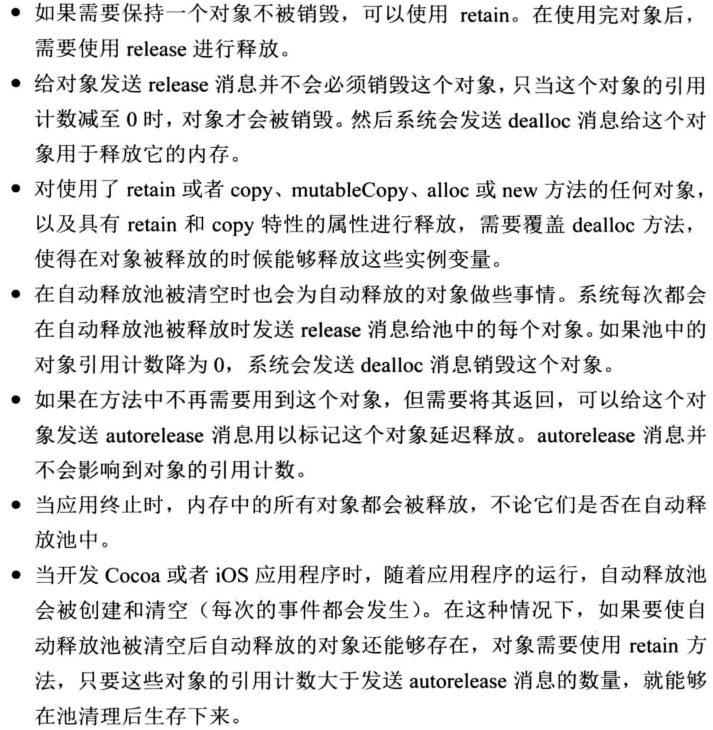 • 如果需要保持一个对象不被销毁，可以使用 retain。在使用完对象后，
需要使用 release 进行释放。
• 给对象发送 release 消息并不会必须销毁这个对象，只当这个对象的引用
计数减至 0 时，对象才会被销毁。然后系统会发送 dealloc 消息给这个对
象用于释放它的内存。
• 对使用了 retain 或者 copy、mutableCopy、alloc 或 new 方法的任何对象，
以及具有 retain 和 copy 特性的属性进行释放，需要覆盖 dealloc 方法，
使得在对象被释放的时候能够释放这些实例变量。
• 在自动释放池被清空时也会为自动释放的对象做些事情。系统每次都会
在自动释放池被释放时发送 release 消息给池中的每个对象。如果池中的
对象引用计数降为 0，系统会发送 dealloc 消息销毁这个对象。
• 如果在方法中不再需要用到这个对象，但需要将其返回，可以给这个对
象发送 autorelease 消息用以标记这个对象延迟释放。autorelease 消息并
不会影响到对象的引用计数。
• 当应用终止时，内存中的所有对象都会被释放，不论它们是否在自动释
放池中。
• 当开发 Cocoa 或者 iOS 应用程序时，随着应用程序的运行，自动释放池
会被创建和清空（每次的事件都会发生）。在这种情况下，如果要使自
动释放池被清空后自动释放的对象还能够存在，对象需要使用 retain 方
法，只要这些对象的引用计数大于发送 autorelease 消息的数量，就能够
在池清理后生存下来。